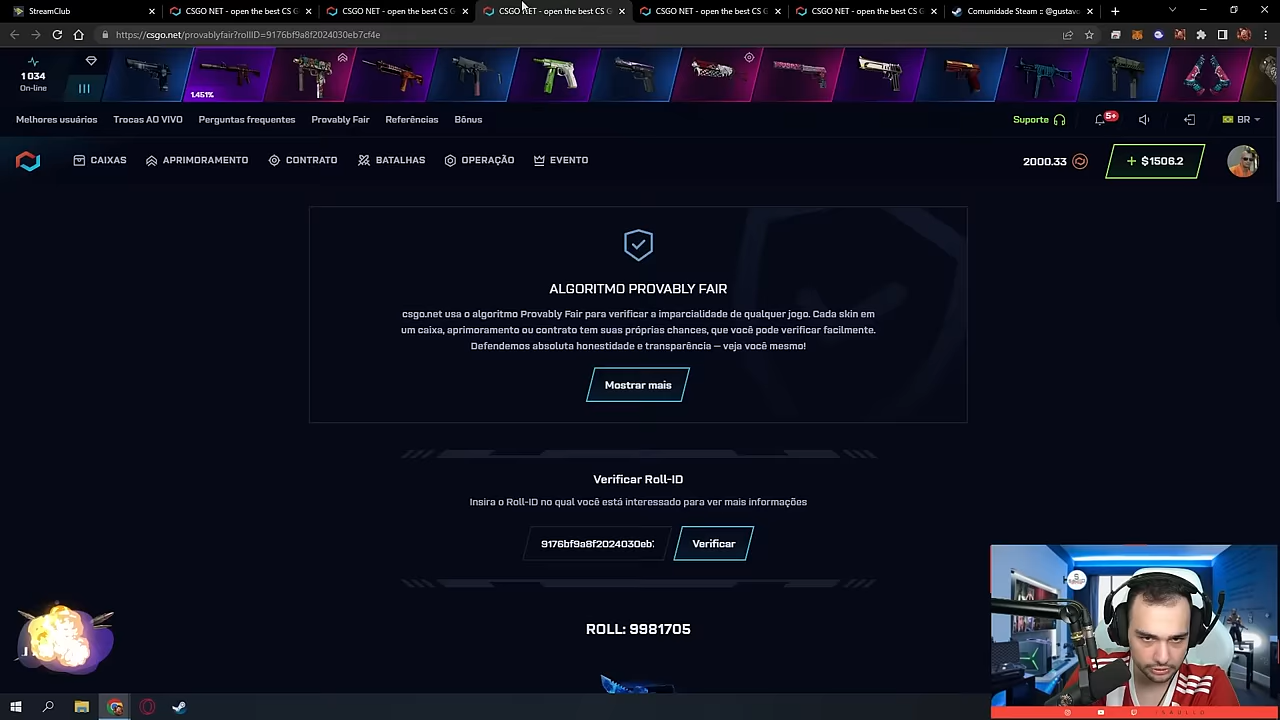 StreamClub
CSGO NET - open the best CS G
CSGO NET - open the best CS G
CSGO NET - open the best CS G
CSGO NET - open the best CS G
CSGO NET - open the best CS G
Comunidade Steam :: @gustavo
https://csgo.net/provablyfair?rollID=9176bf9a8f2024030eb7cf4e
1 034
On-line
1.451%
Melhores usuários
Trocas AO VIVO
Perguntas frequentes
Provably Fair
Referências
Bônus
Suporte
5+
BR
CAIXAS
APRIMORAMENTO
CONTRATO
BATALHAS
OPERAÇÃO
EVENTO
2000.33
+ $1506.2
ALGORITMO PROVABLY FAIR
csgo.net usa o algoritmo Provably Fair para verificar a imparcialidade de qualquer jogo. Cada skin em
um caixa, aprimoramento ou contrato tem suas próprias chances, que você pode verificar facilmente.
Defendemos absoluta honestidade e transparência — veja você mesmo!
Mostrar mais
Verificar Roll-ID
Insira o Roll-ID no qual você está interessado para ver mais informações
9176bf9a8f2024030eb7
Verificar
ROLL: 9981705